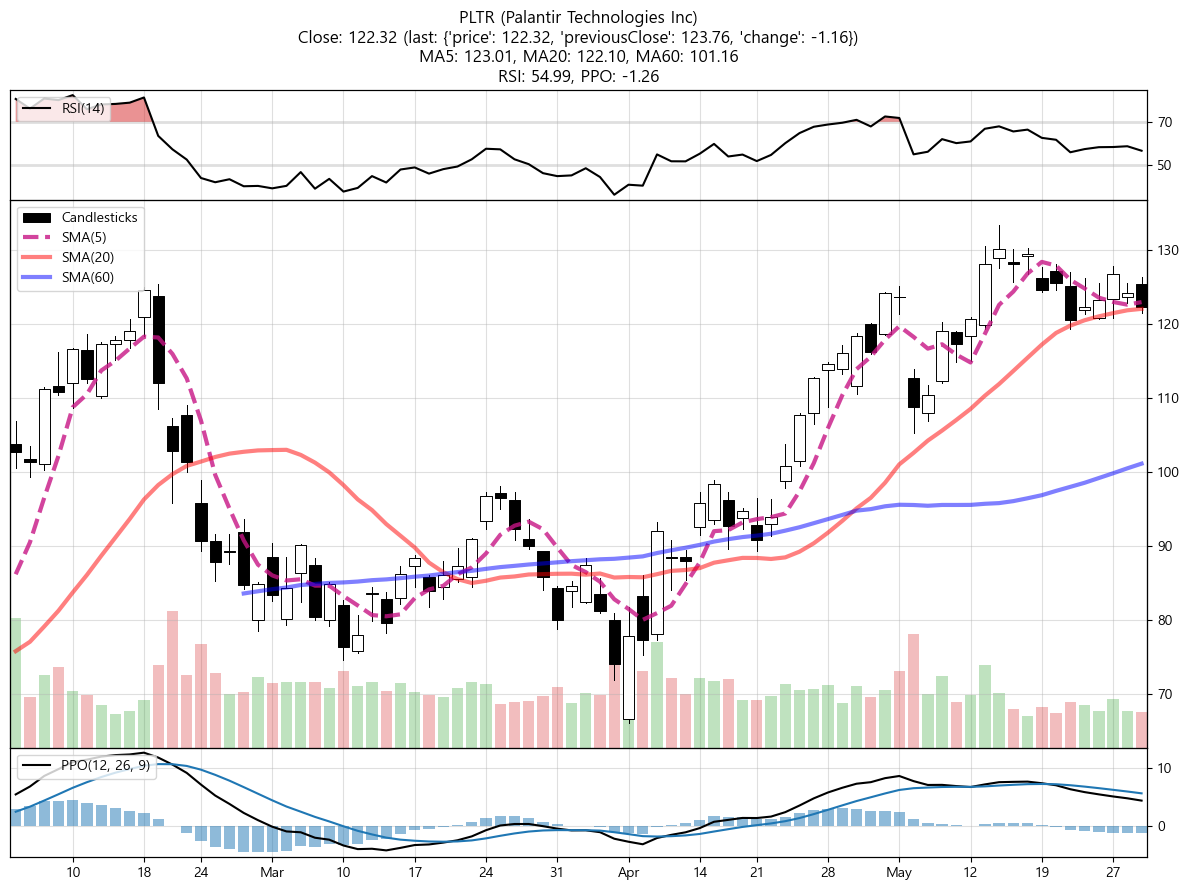 PLTR (Palantir Technologies Inc)
Close: 122.32 (last: {'price': 122.32, 'previousClose': 123.76, 'change': -1.16})
MA5: 123.01, MA20: 122.10, MA60: 101.16
RSI: 54.99, PPO: -1.26
RSI(14)
70
50
Candlesticks
SMA(5)
SMA(20)
SMA(60)
130
120
110
100
90
80
70
PPO(12, 26, 9)
10
0
10 18 24 Mar 10 17 24 31 Apr 14 21 28 May 12 19 27